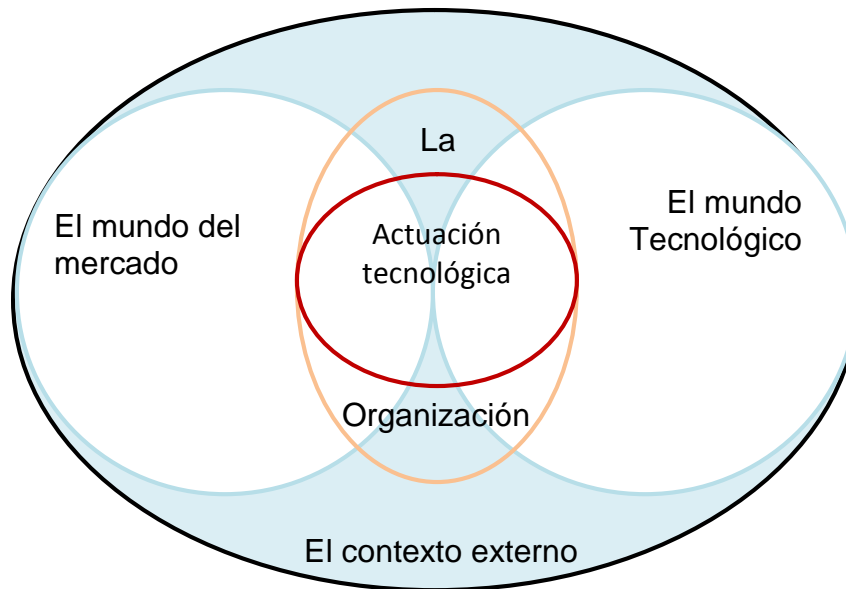 La
El mundo del
mercado
Actuación
tecnológica
El mundo
Tecnológico
Organización
El contexto externo